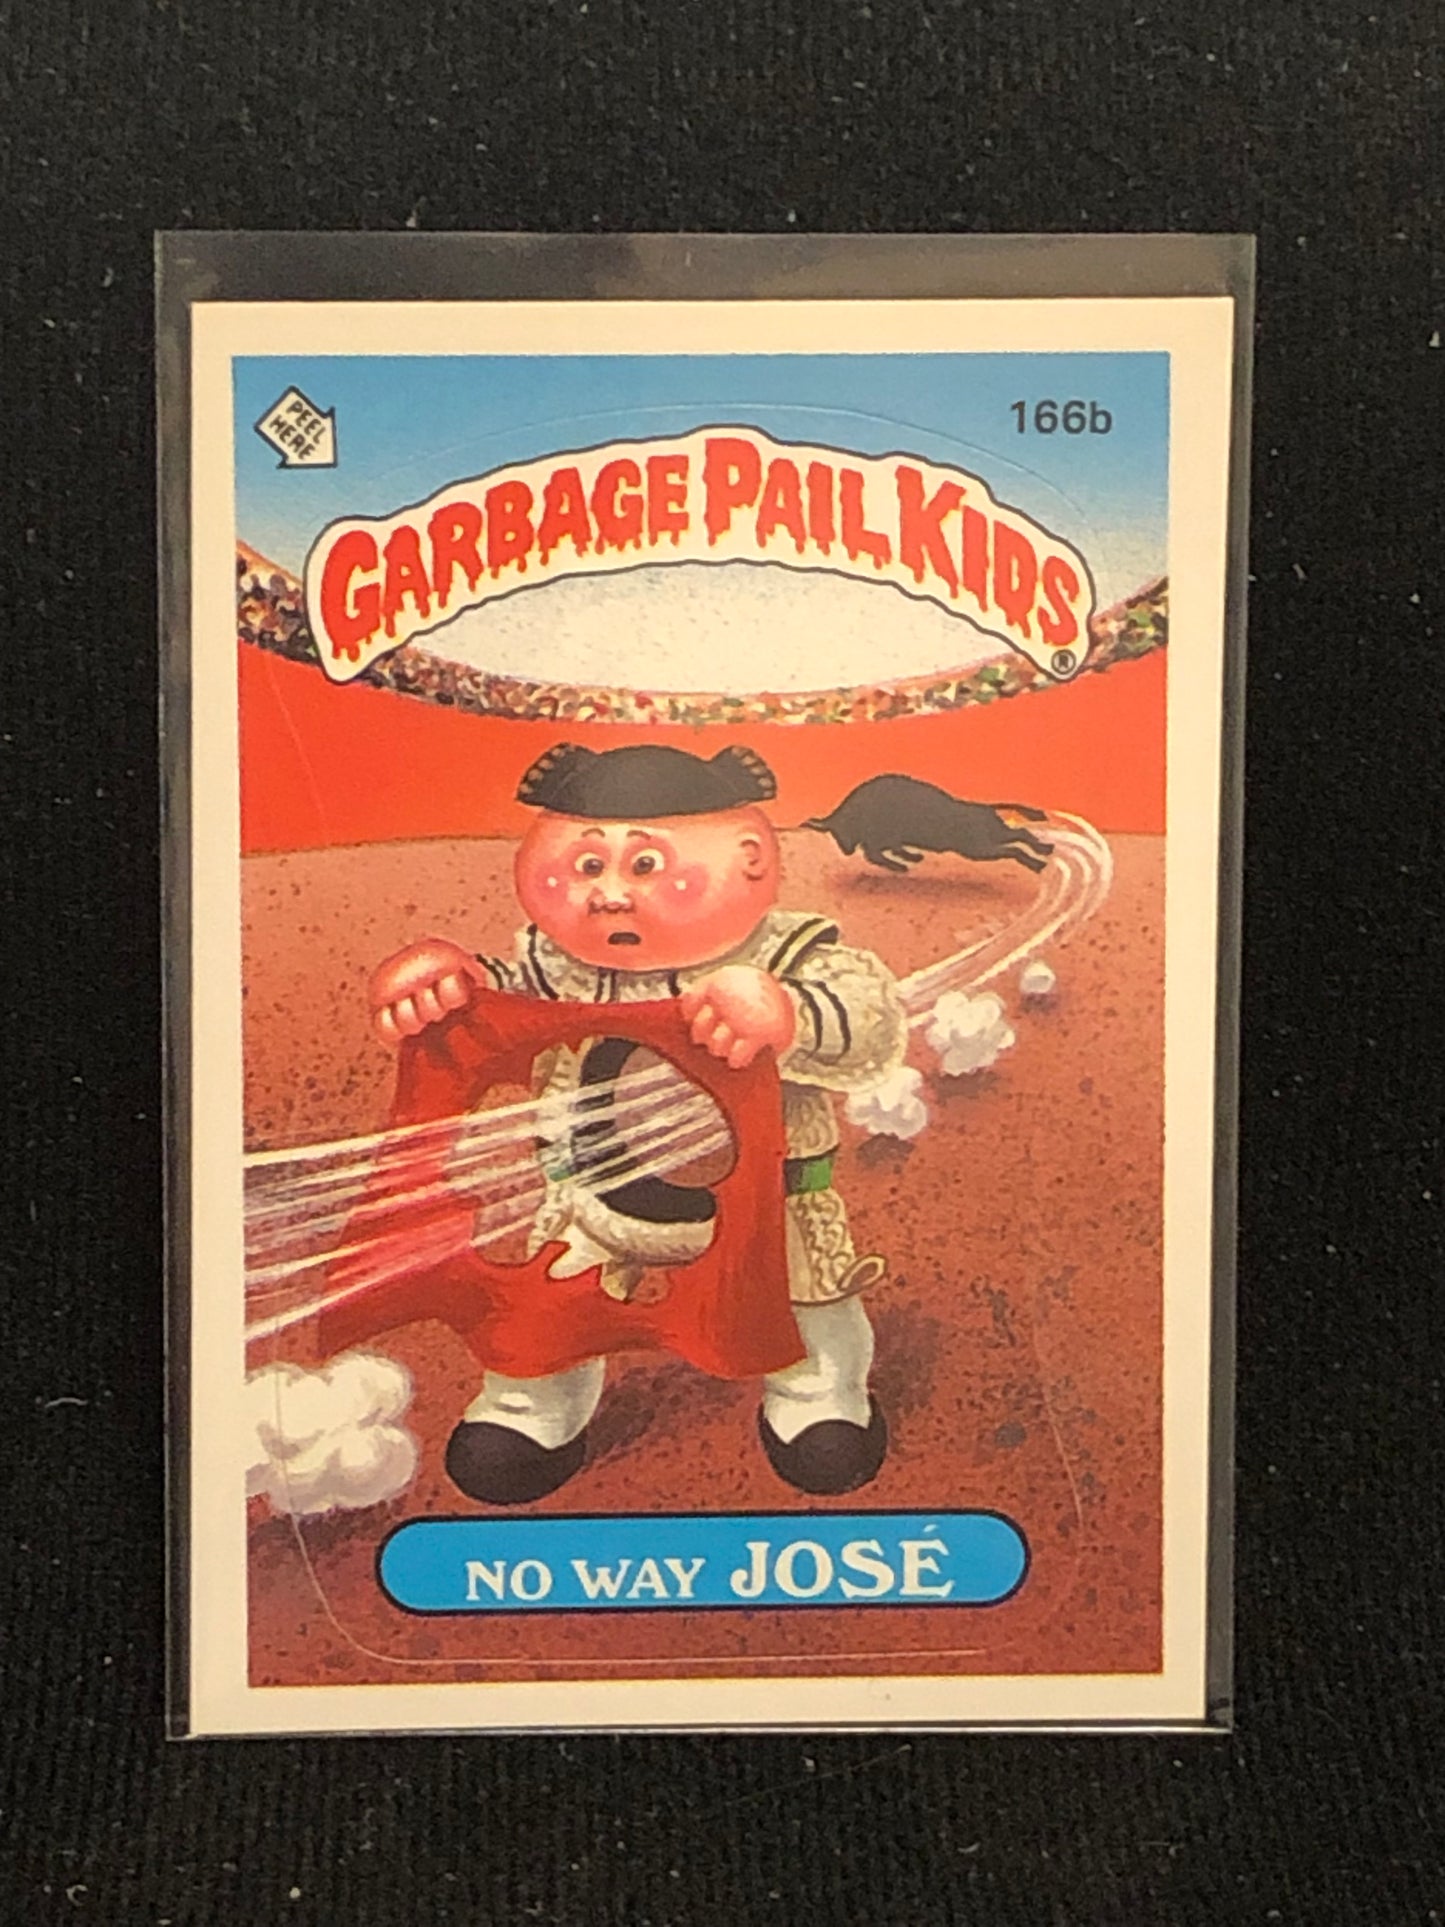 PEEL
HERE
166b
GARBAGE PAIL KIDS
®
NO WAY JOSÉ